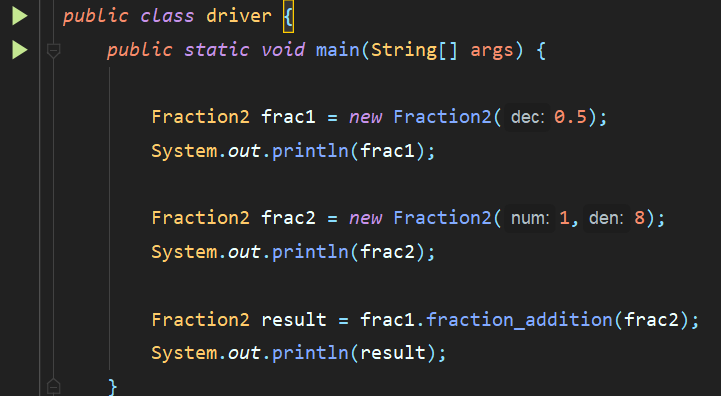 public class driver {
public static void main(String[] args) {
Fraction2 frac1 = new Fraction2( dec: 0.5);
System.out.println(frac1);
Fraction2 frac2 = new Fraction2( num: 1, den: 8);
System.out.println(frac2);
Fraction2 result = frac1.fraction_addition(frac2);
System.out.println(result);
}